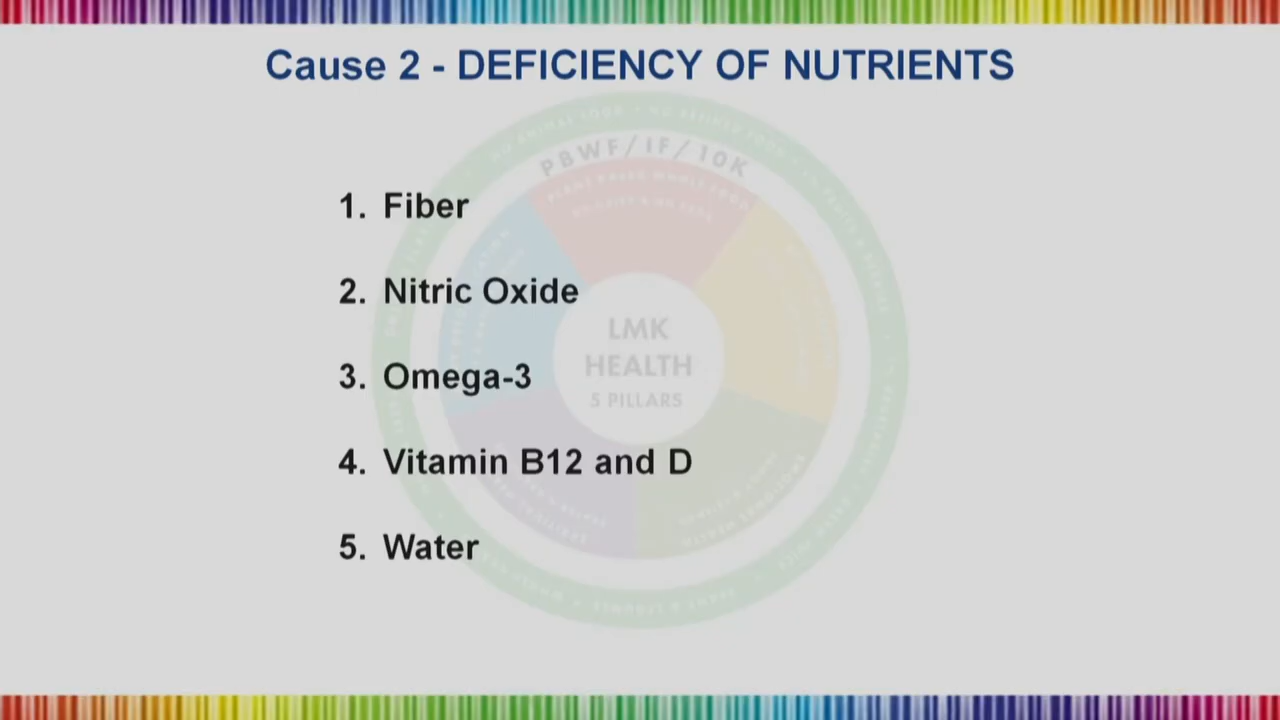 Cause 2 - DEFICIENCY OF NUTRIENTS
PBWF/IF/10K
1. Fiber
2. Nitric Oxide
LMK
HEALTH
5 PILLARS
3. Omega-3
4. Vitamin B12 and D
5. Water